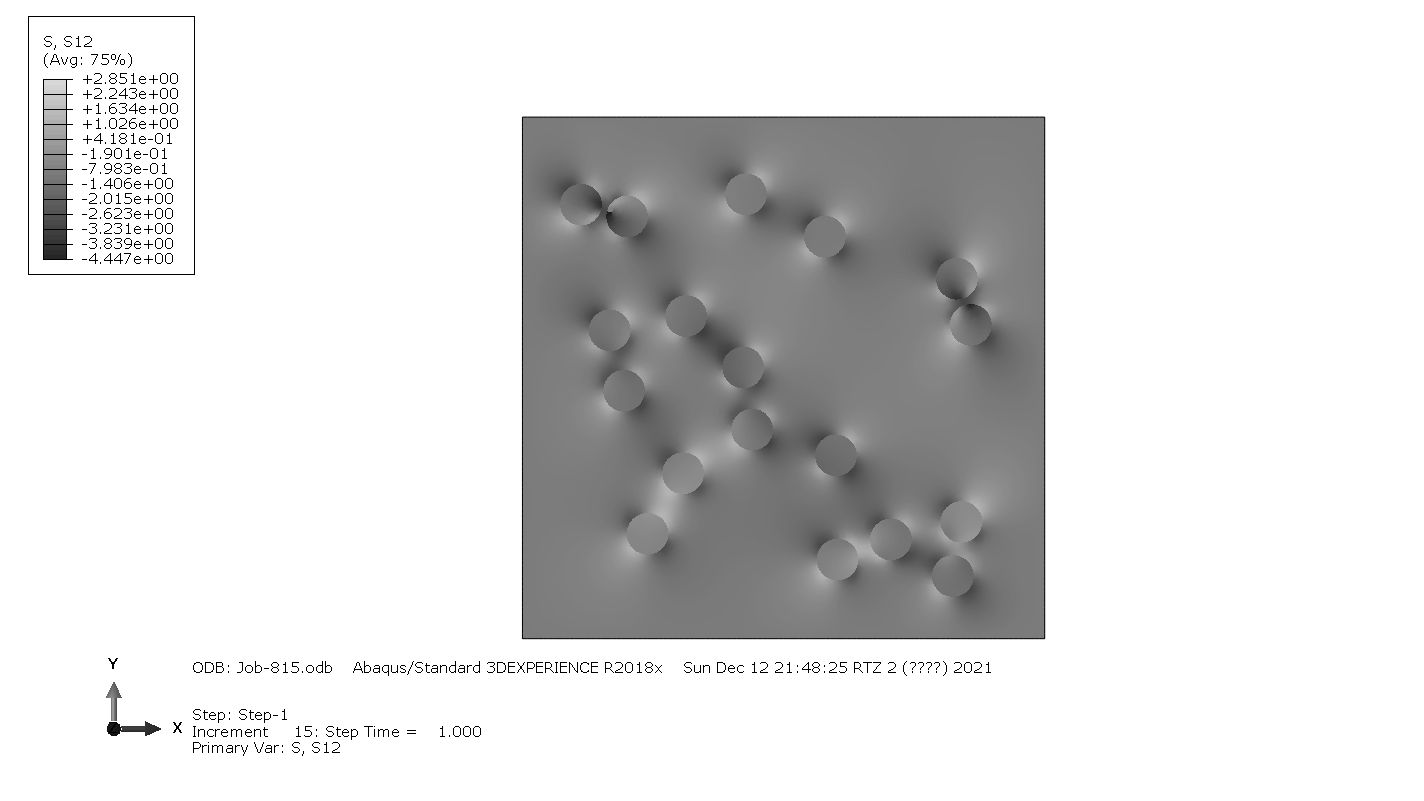 S, S12
(Avg: 75%)
+2.851e+00
+2.243e+00
+1.634e+00
+1.026e+00
+4.181e-01
-1.901e-01
-7.983e-01
-1.406e+00
-2.015e+00
-2.623e+00
-3.231e+00
-3.839e+00
-4.447e+00
Y
X
ODB: Job-815.odb    Abaqus/Standard 3DEXPERIENCE R2018x    Sun Dec 12 21:48:25 RTZ 2 (????) 2021
Step: Step-1
Increment     15: Step Time =    1.000
Primary Var: S, S12